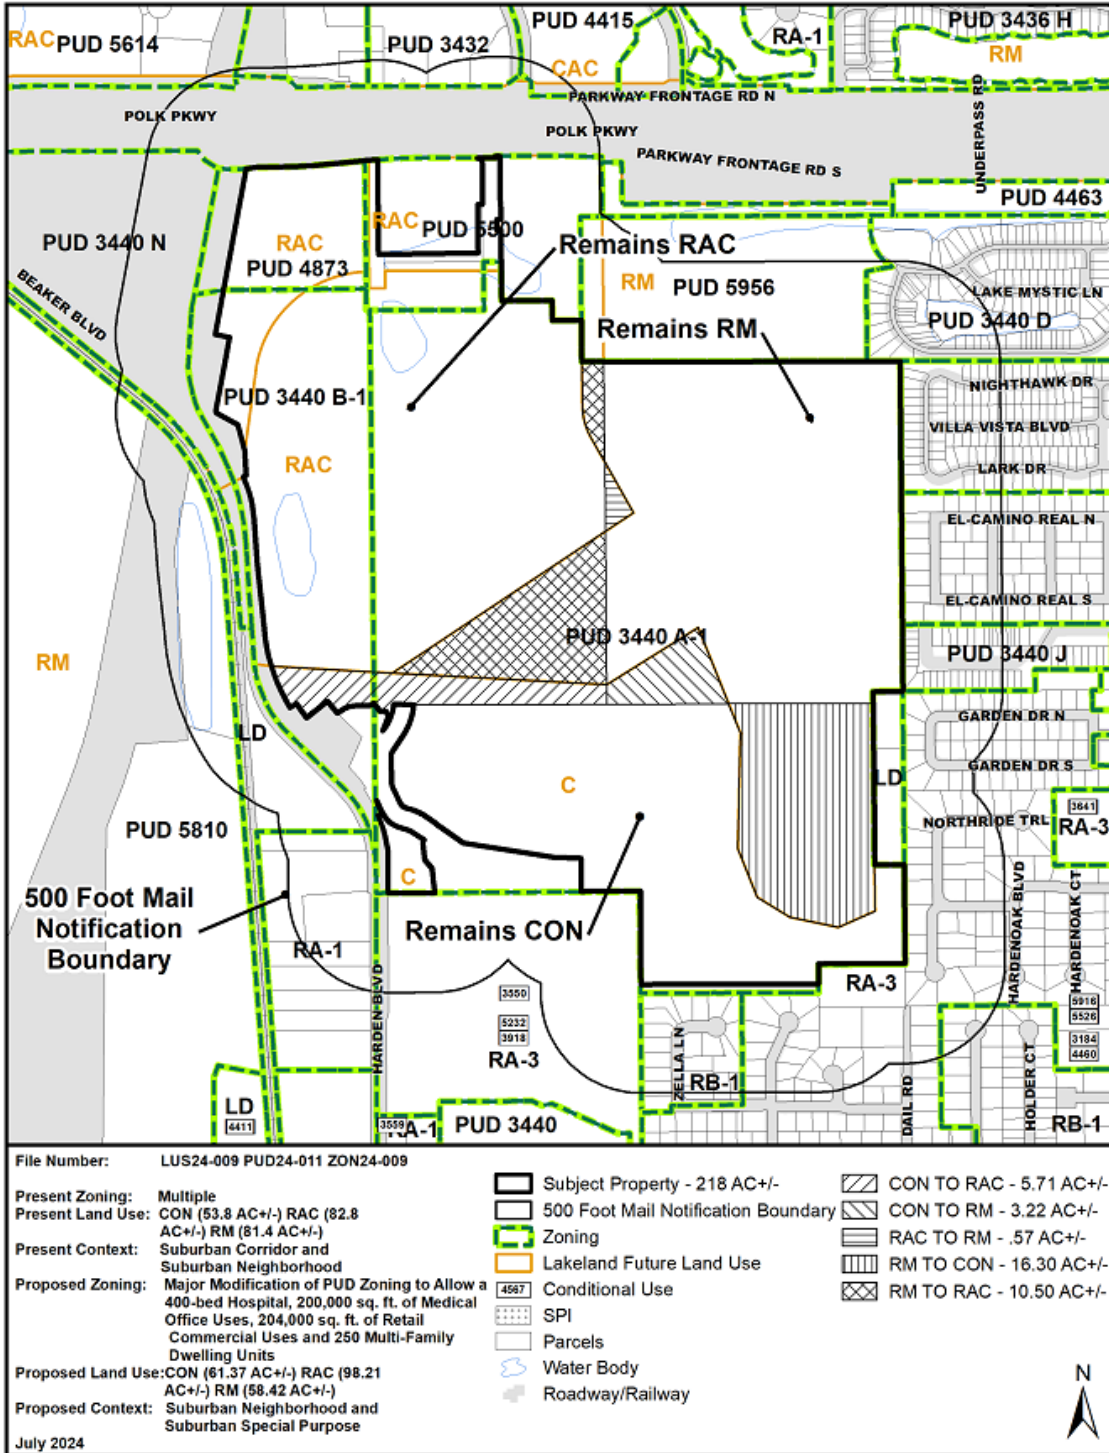 RAC PUD 5614
PUD 3432
PUD 4415
RA-1
PUD 3436 H
RM
CAC
PARKWAY FRONTAGE RD N
POLK PKWY
POLK PKWY
PARKWAY FRONTAGE RD S
UNDERPASS RD
PUD 4463
PUD 3440 N
RAC
PUD 4873
RAC
PUD 5500
Remains RAC
RM
PUD 5956
LAKE MYSTIC LN
PUD 3440 D
BEAKER BLVD
Remains RM
NIGHTHAWK DR
PUD 3440 B-1
VILLA VISTA BLVD
RAC
LARK DR
EL-CAMINO REAL N
EL-CAMINO REAL S
RM
PUD 3440 A-1
PUD 3440 J
LD
GARDEN DR N
GARDEN DR S
LD
C
3641
PUD 5810
NORTHRIDE TRL
RA-3
C
500 Foot Mail
Notification
Boundary
Remains CON
HARDENOAK BLVD
HARDENOAK CT
RA-1
RA-3
3550
5232
3918
RA-3
5916
5526
3184
4460
HARDEN BLVD
ZELLA LN
RB-1
DAIL RD
HOLDER CT
LD
4411
3559
RA-1
PUD 3440
RB-1
File Number: LUS24-009 PUD24-011 ZON24-009
Present Zoning: Multiple
Present Land Use: CON (53.8 AC+/-) RAC (82.8
AC+/-) RM (81.4 AC+/-)
Present Context: Suburban Corridor and
Suburban Neighborhood
Proposed Zoning: Major Modification of PUD Zoning to Allow a
400-bed Hospital, 200,000 sq. ft. of Medical
Office Uses, 204,000 sq. ft. of Retail
Commercial Uses and 250 Multi-Family
Dwelling Units
Proposed Land Use: CON (61.37 AC+/-) RAC (98.21
AC+/-) RM (58.42 AC+/-)
Proposed Context: Suburban Neighborhood and
Suburban Special Purpose
July 2024
Subject Property - 218 AC+/-
500 Foot Mail Notification Boundary
Zoning
Lakeland Future Land Use
4567 Conditional Use
SPI
Parcels
Water Body
Roadway/Railway
CON TO RAC - 5.71 AC+/-
CON TO RM - 3.22 AC+/-
RAC TO RM - .57 AC+/-
RM TO CON - 16.30 AC+/-
RM TO RAC - 10.50 AC+/-
N